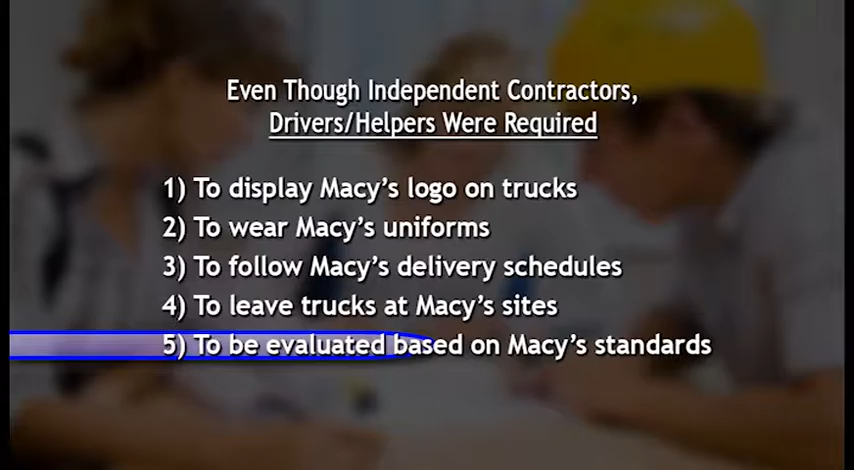 Even Though Independent Contractors,
Drivers/Helpers Were Required
1) To display Macy's logo on trucks
2) To wear Macy's uniforms
3) To follow Macy's delivery schedules
4) To leave trucks at Macy's sites
5) To be evaluated based on Macy's standards